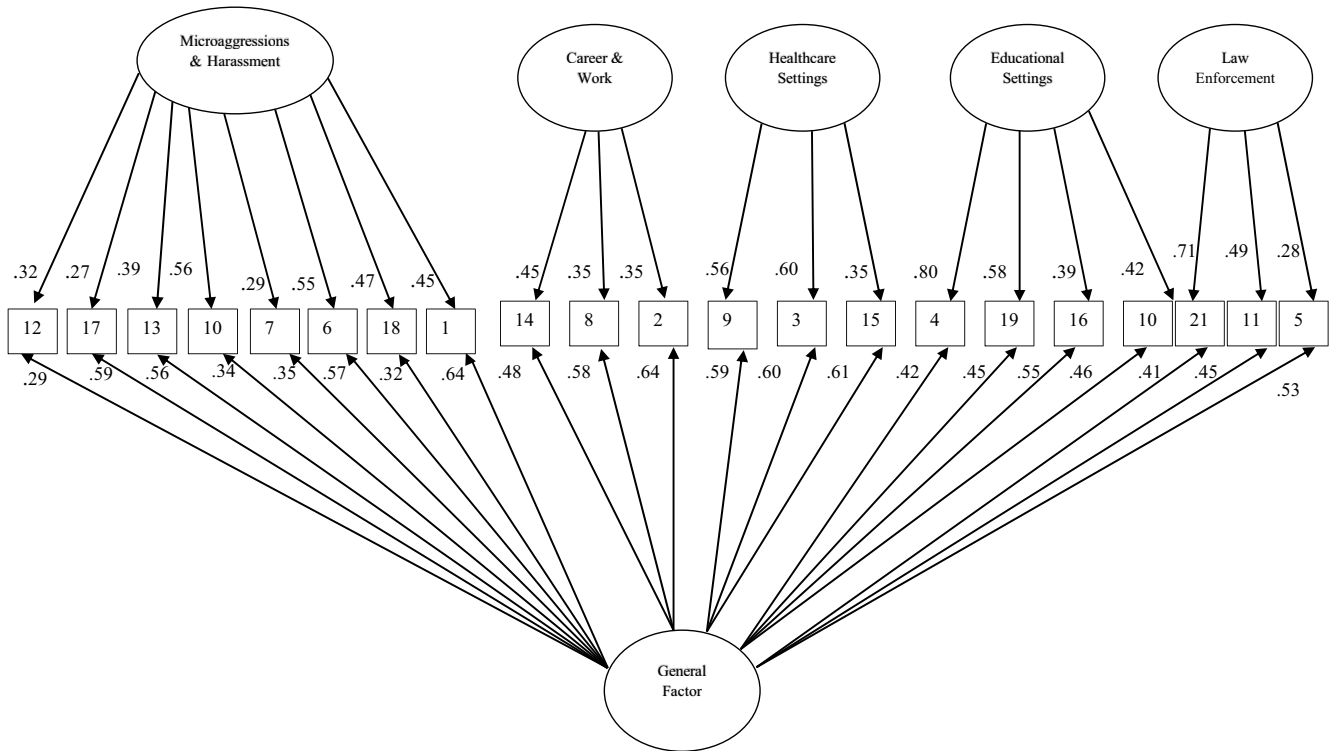 Microaggressions
& Harassment
Career &
Work
Healthcare
Settings
Educational
Settings
Law
Enforcement
.32 .27 .39 .56 .29 .55 .47 .45 .45 .35 .35 .56 .60 .35 .80 .58 .39 .42 .71 .49 .28
12 17 13 10 7 6 18 1 14 8 2 9 3 15 4 19 16 10 21 11 5
.29 .59 .56 .34 .35 .57 .32 .64 .48 .58 .64 .59 .60 .61 .42 .45 .55 .46 .41 .45 .53
General
Factor